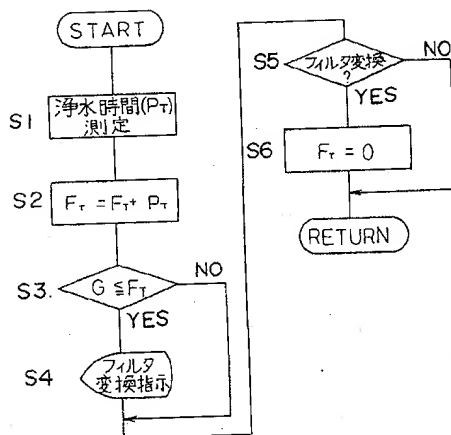 START
S1
浄水時間(PT)
測定
S2
FT = FT + PT
S3.
G ≦ FT
NO
YES
S4
フィルタ
変換指示
S5
フィルタ変換
?
NO
YES
S6
FT = 0
RETURN